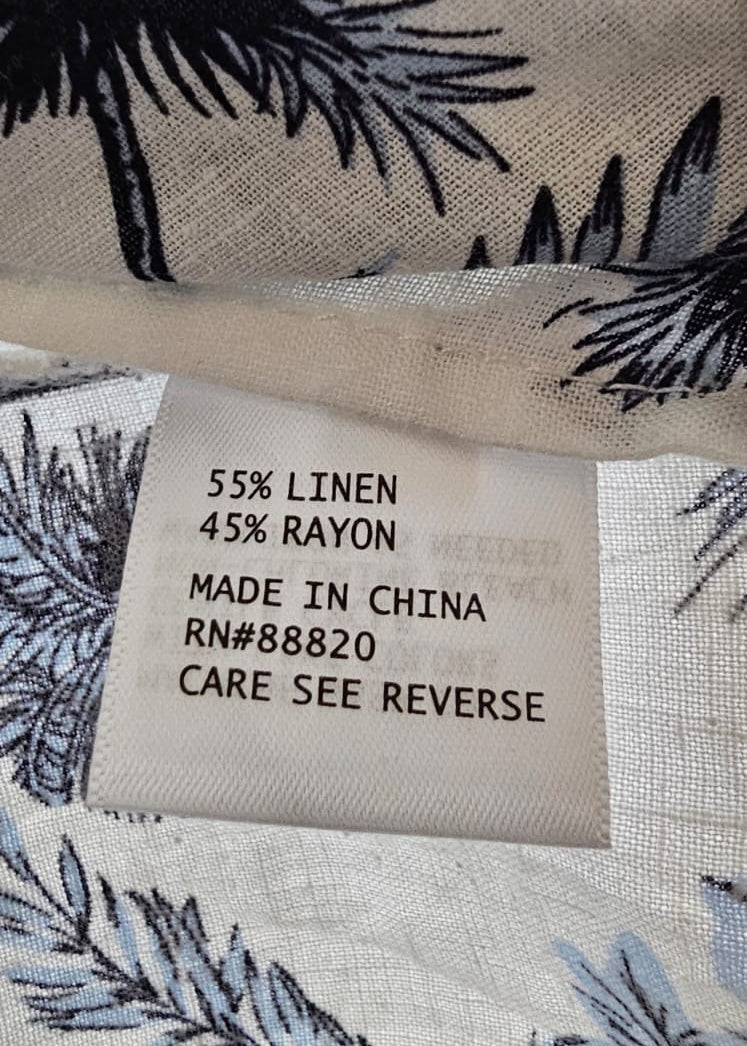 55% LINEN
45% RAYON
MADE IN CHINA
RN#88820
CARE SEE REVERSE